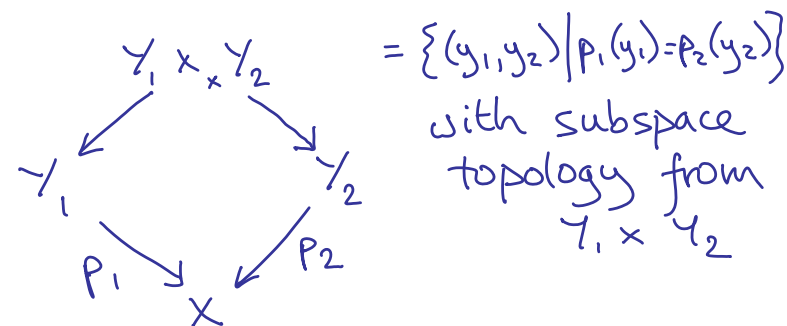 Y₁ ×ₓ Y₂ = {(y₁,y₂)|p₁(y₁)=p₂(y₂)}
with subspace
topology from
Y₁ × Y₂
Y₁ Y₂
p₁ p₂
X